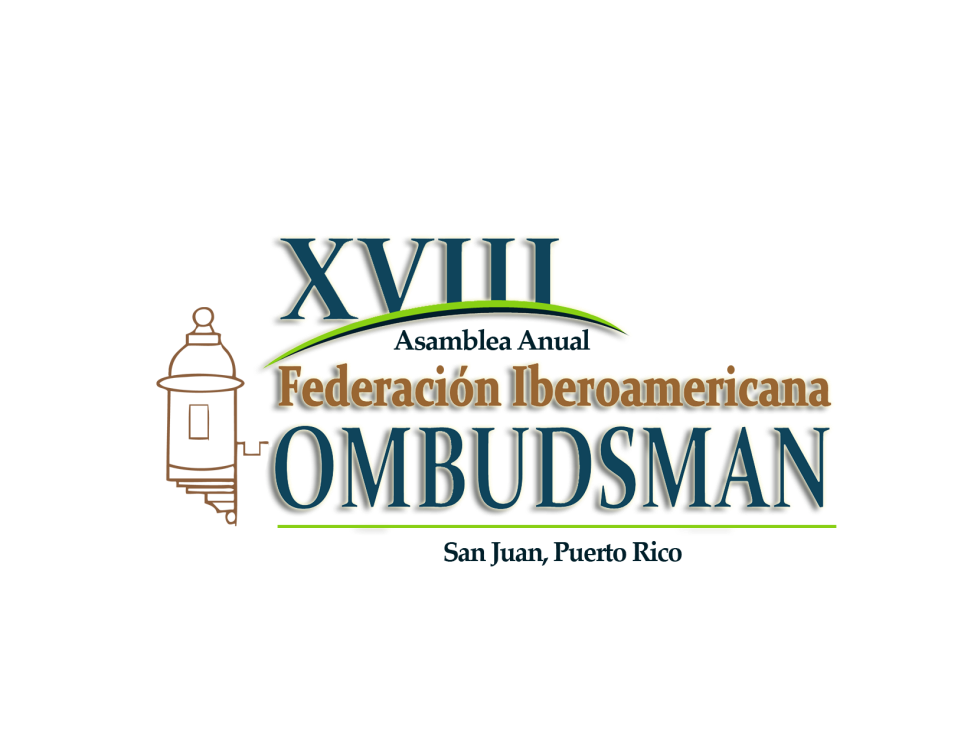 XVIII
Asamblea Anual
Federación Iberoamericana
OMBUDSMAN
San Juan, Puerto Rico